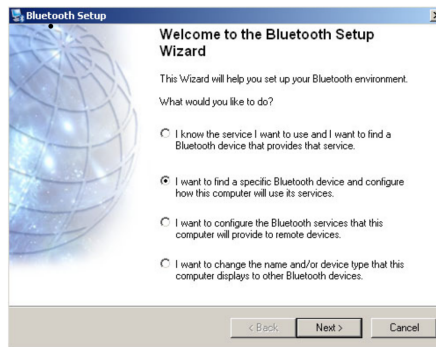 Bluetooth Setup
Welcome to the Bluetooth Setup
Wizard
This Wizard will help you set up your Bluetooth environment.
What would you like to do?
I know the service I want to use and I want to find a
Bluetooth device that provides that service.
I want to find a specific Bluetooth device and configure
how this computer will use its services.
I want to configure the Bluetooth services that this
computer will provide to remote devices.
I want to change the name and/or device type that this
computer displays to other Bluetooth devices.
< Back
Next >
Cancel